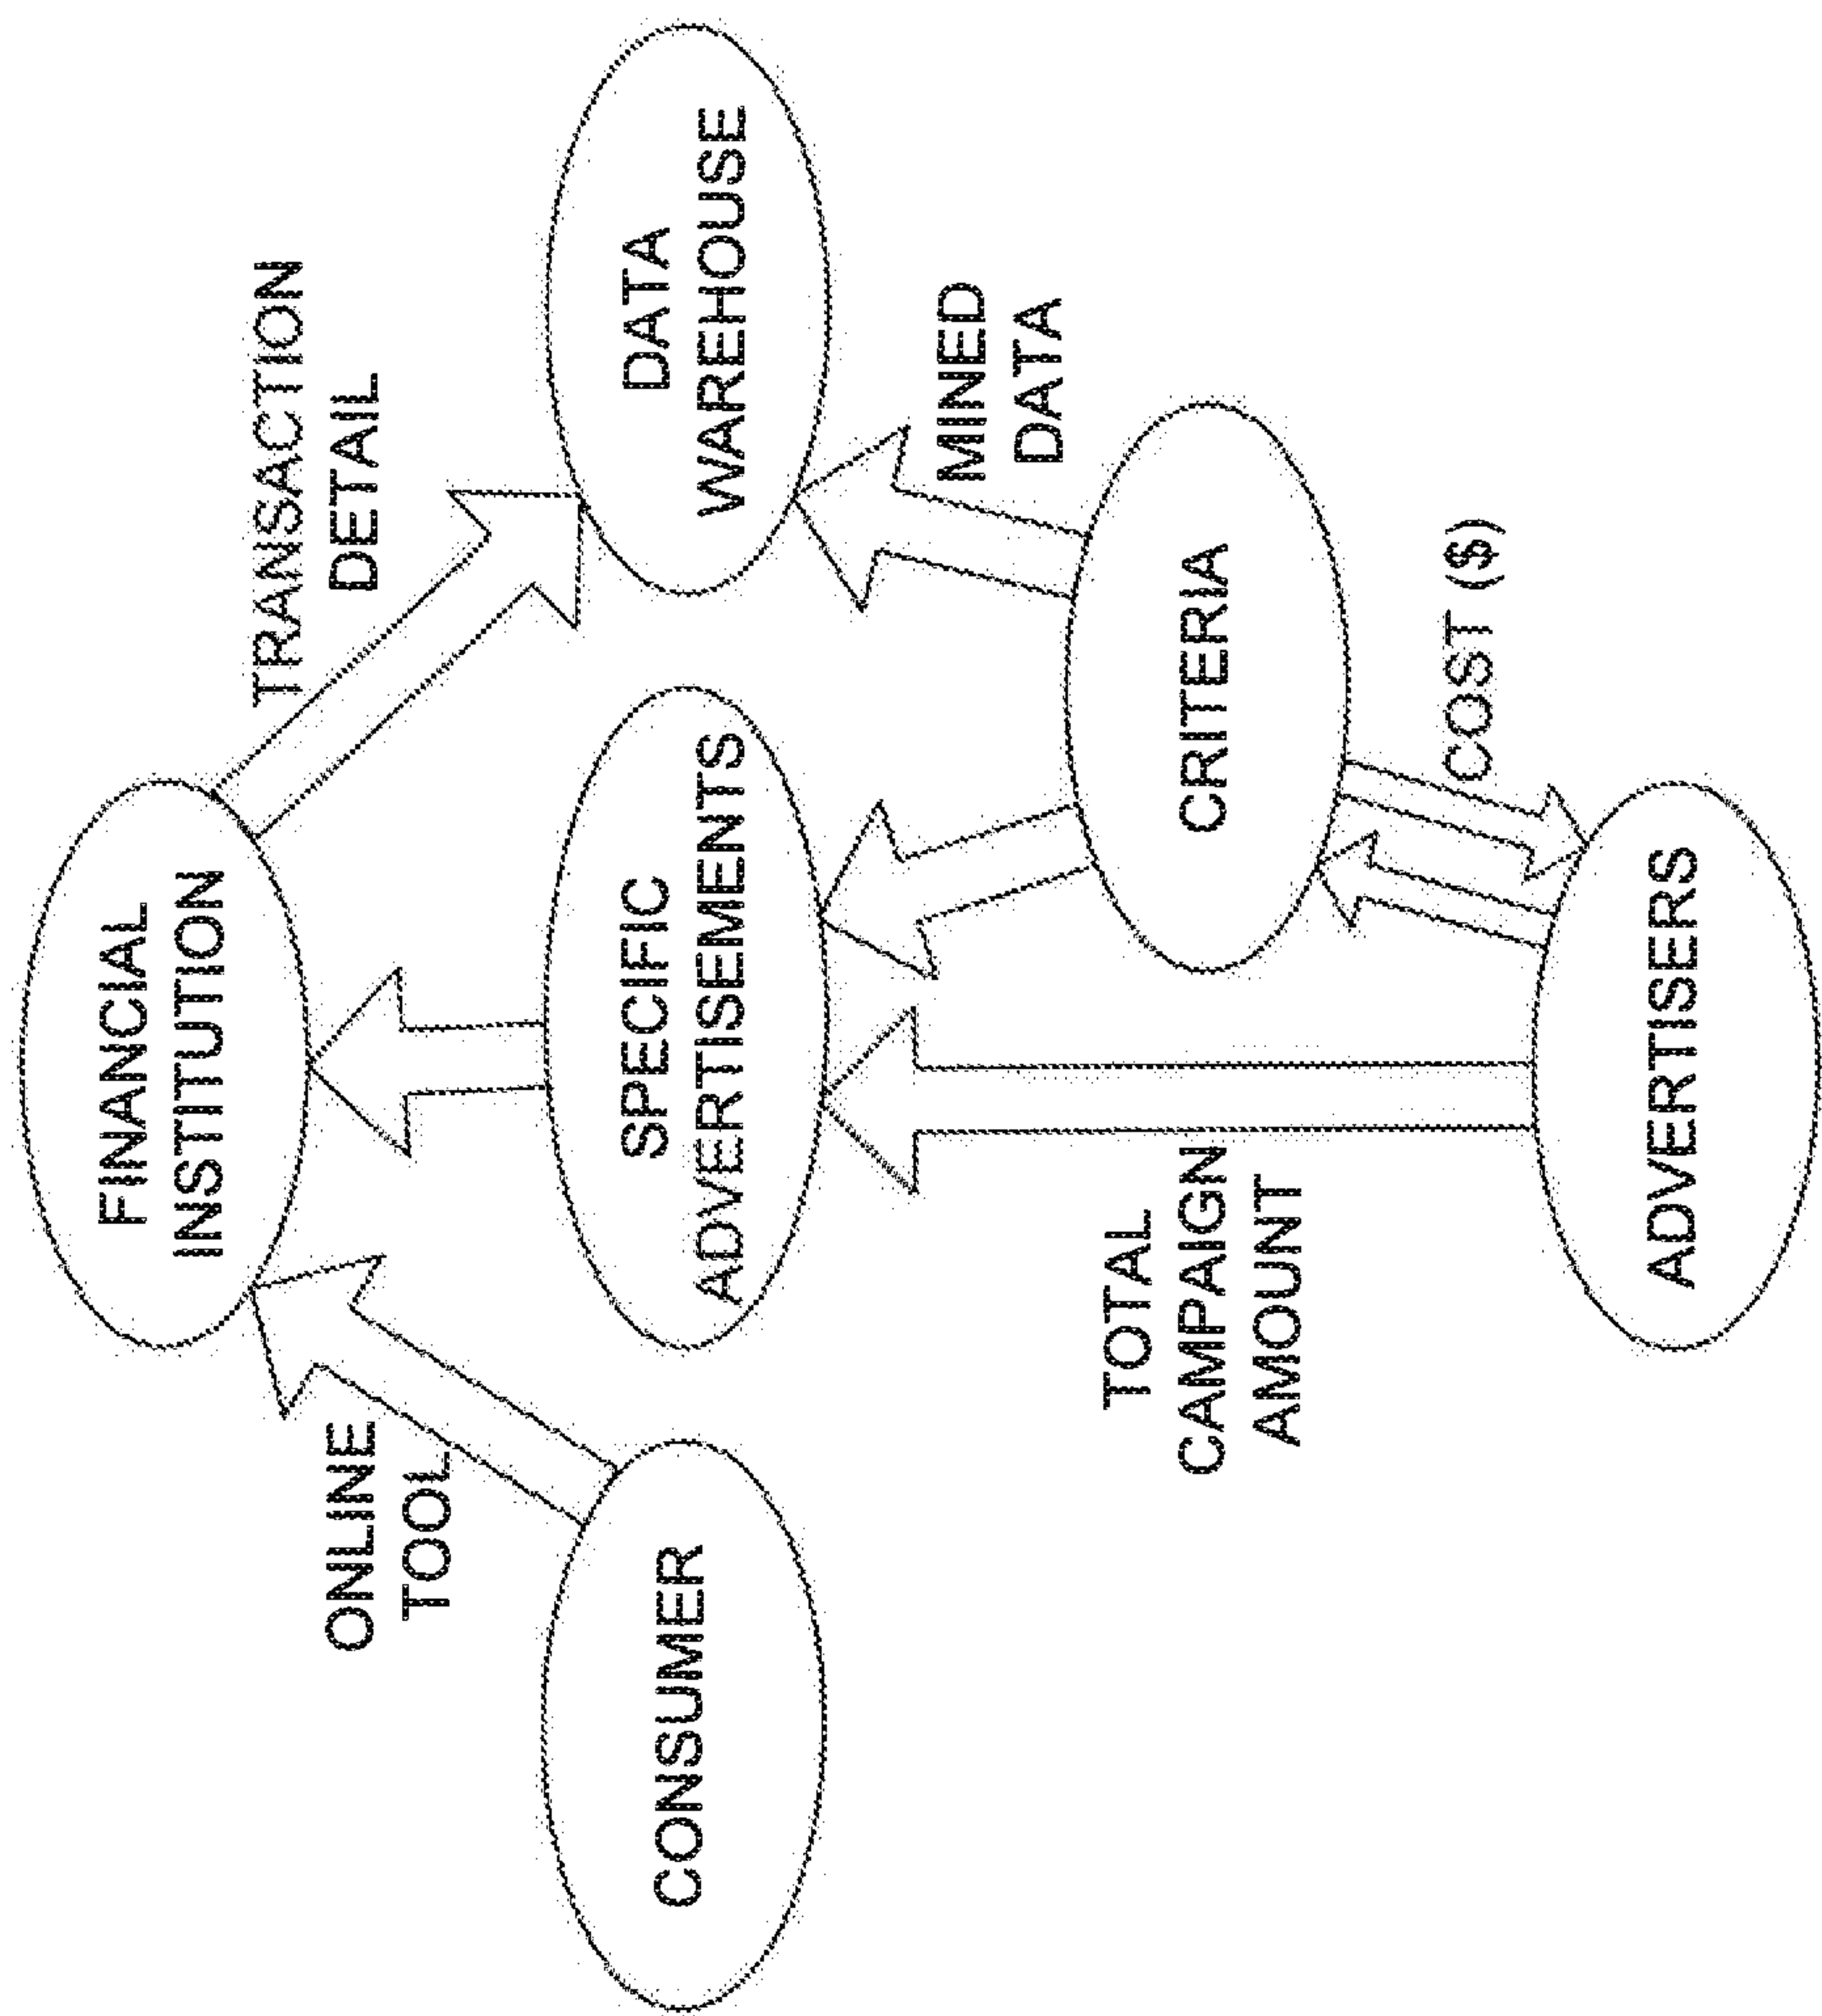 FINANCIAL
INSTITUTION
TRANSACTION
DETAIL
ONLINE
TOOL
CONSUMER
SPECIFIC
ADVERTISEMENTS
DATA
WAREHOUSE
MINED
DATA
TOTAL
CAMPAIGN
AMOUNT
CRITERIA
COST ($)
ADVERTISERS